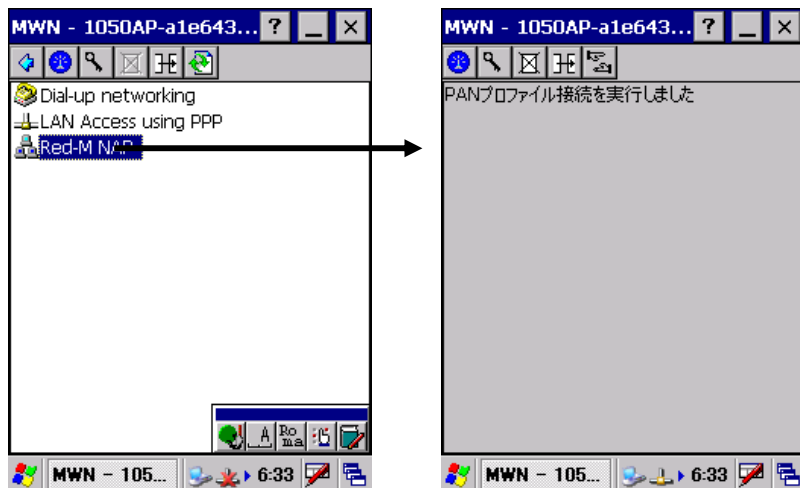 MWN - 1050AP-a1e643... ?
Dial-up networking
LAN Access using PPP
Red-M NAP
A
Ro
ma
MWN - 105...
6:33
MWN - 1050AP-a1e643... ?
PANプロファイル接続を実行しました
MWN - 105...
6:33